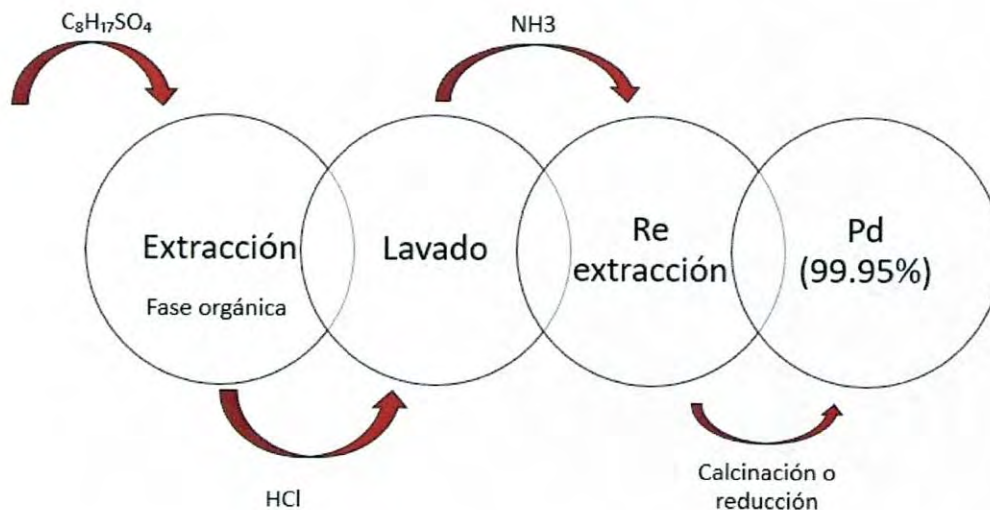 C₈H₁₇SO₄
NH3
Extracción
Fase orgánica
Lavado
Re
extracción
Pd
(99.95%)
HCl
Calcinación o
reducción